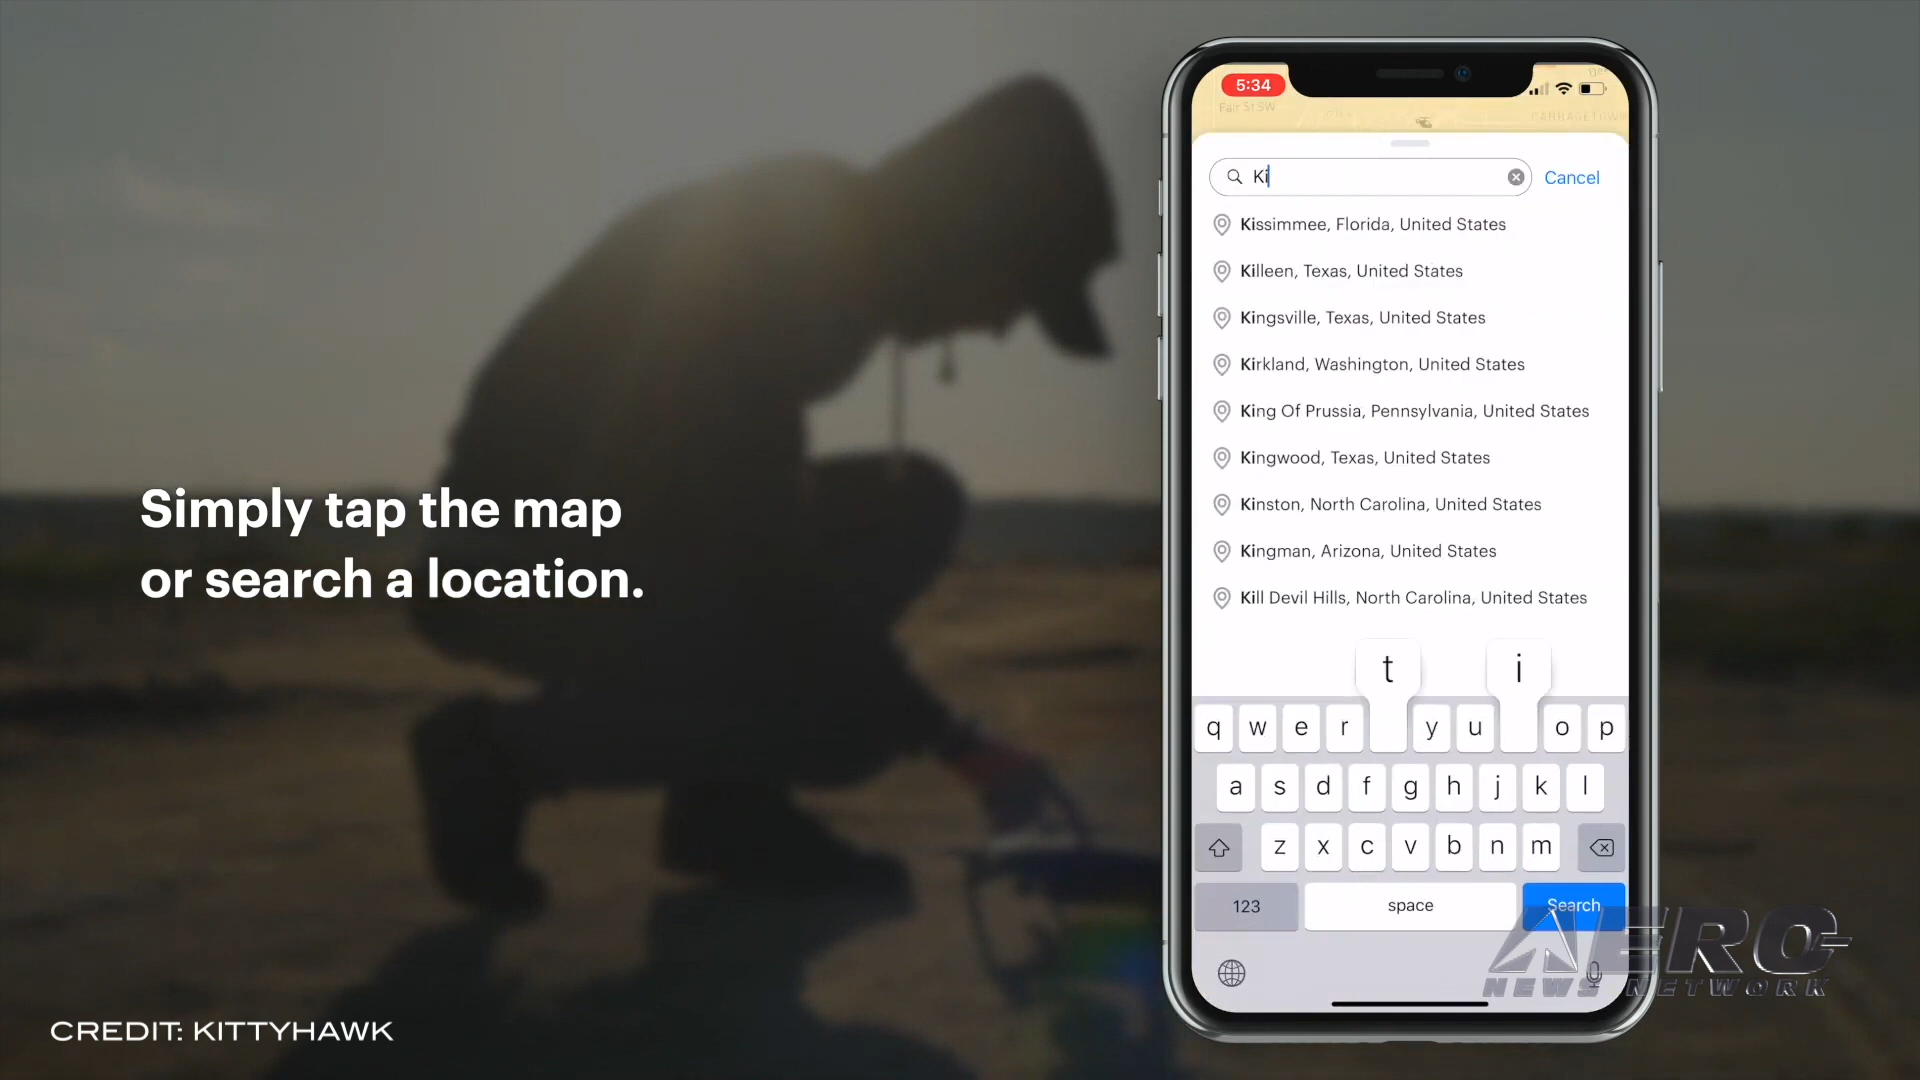 Simply tap the map
or search a location.
CREDIT: KITTYHAWK
5:34
Fair St SW
Ki
Cancel
Kissimmee, Florida, United States
Killeen, Texas, United States
Kingsville, Texas, United States
Kirkland, Washington, United States
King Of Prussia, Pennsylvania, United States
Kingwood, Texas, United States
Kinston, North Carolina, United States
Kingman, Arizona, United States
Kill Devil Hills, North Carolina, United States
t i
q w e r y u o p
a s d f g h j k l
z x c v b n m
123 space Search
AERO
NEWS NETWORK